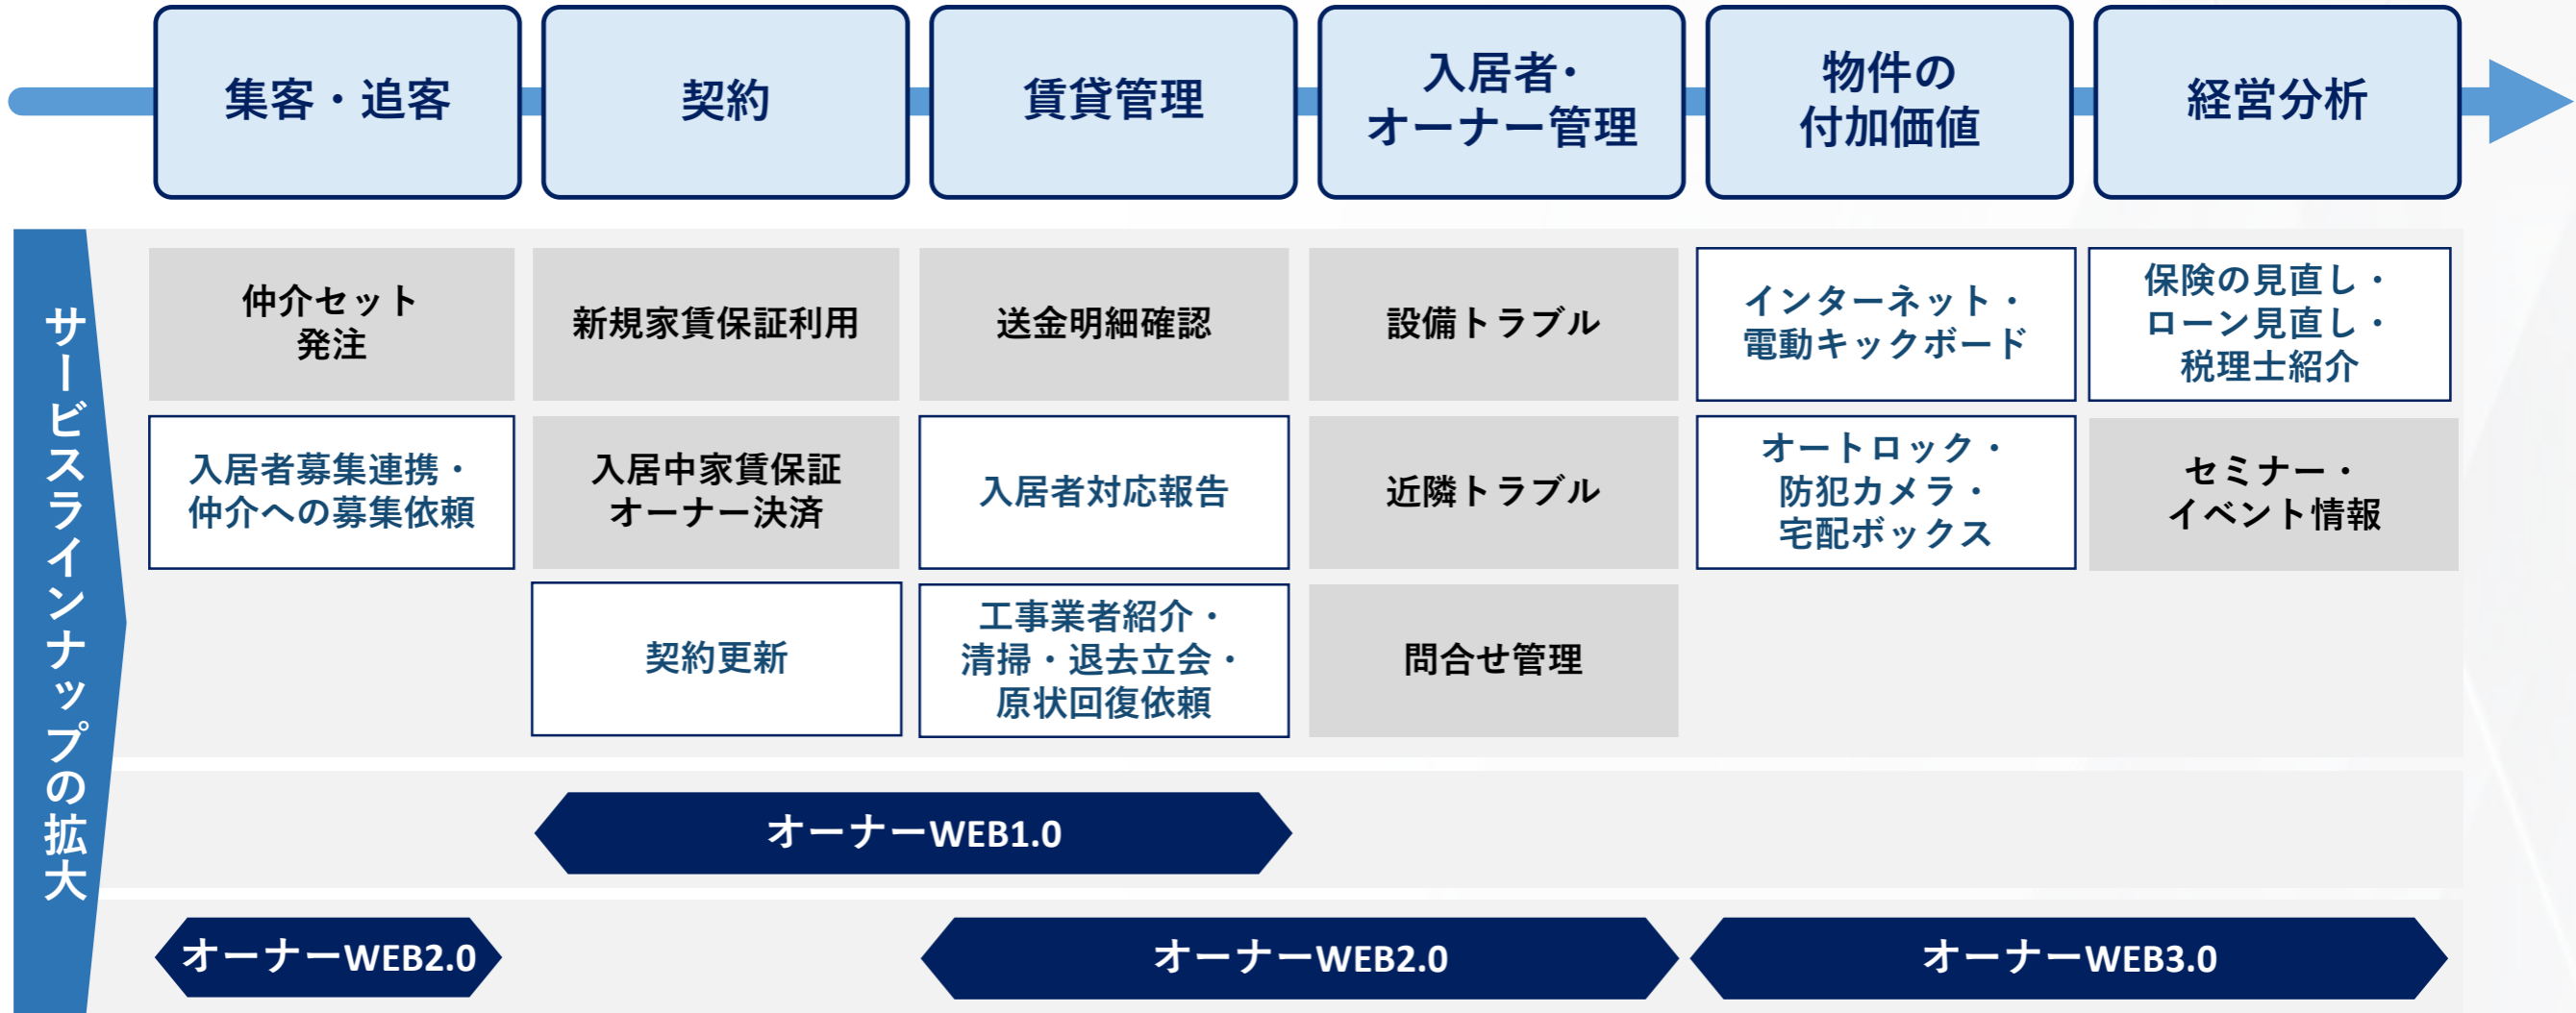 集客・追客
契約
賃貸管理
入居者・
オーナー管理
物件の
付加価値
経営分析
サービスラインナップの拡大
仲介セット
発注
新規家賃保証利用
送金明細確認
設備トラブル
インターネット・
電動キックボード
保険の見直し・
ローン見直し・
税理士紹介
入居者募集連携・
仲介への募集依頼
入居中家賃保証
オーナー決済
入居者対応報告
近隣トラブル
オートロック・
防犯カメラ・
宅配ボックス
セミナー・
イベント情報
契約更新
工事業者紹介・
清掃・退去立会・
原状回復依頼
問合せ管理
オーナーWEB1.0
オーナーWEB2.0
オーナーWEB2.0
オーナーWEB3.0